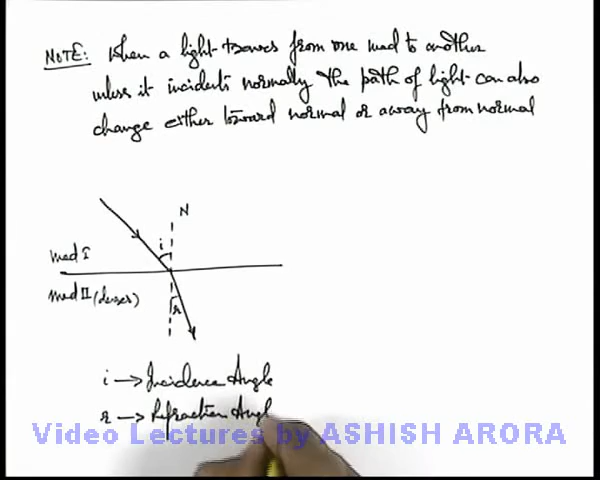 NOTE: When a light travels from one med to another
unless it incidents normally the path of light can also
change either toward normal or away from normal
N
i
med I
med II (denser)
r
i → Incidence Angle
r → Refraction Angl
Video Lectures by ASHISH ARORA